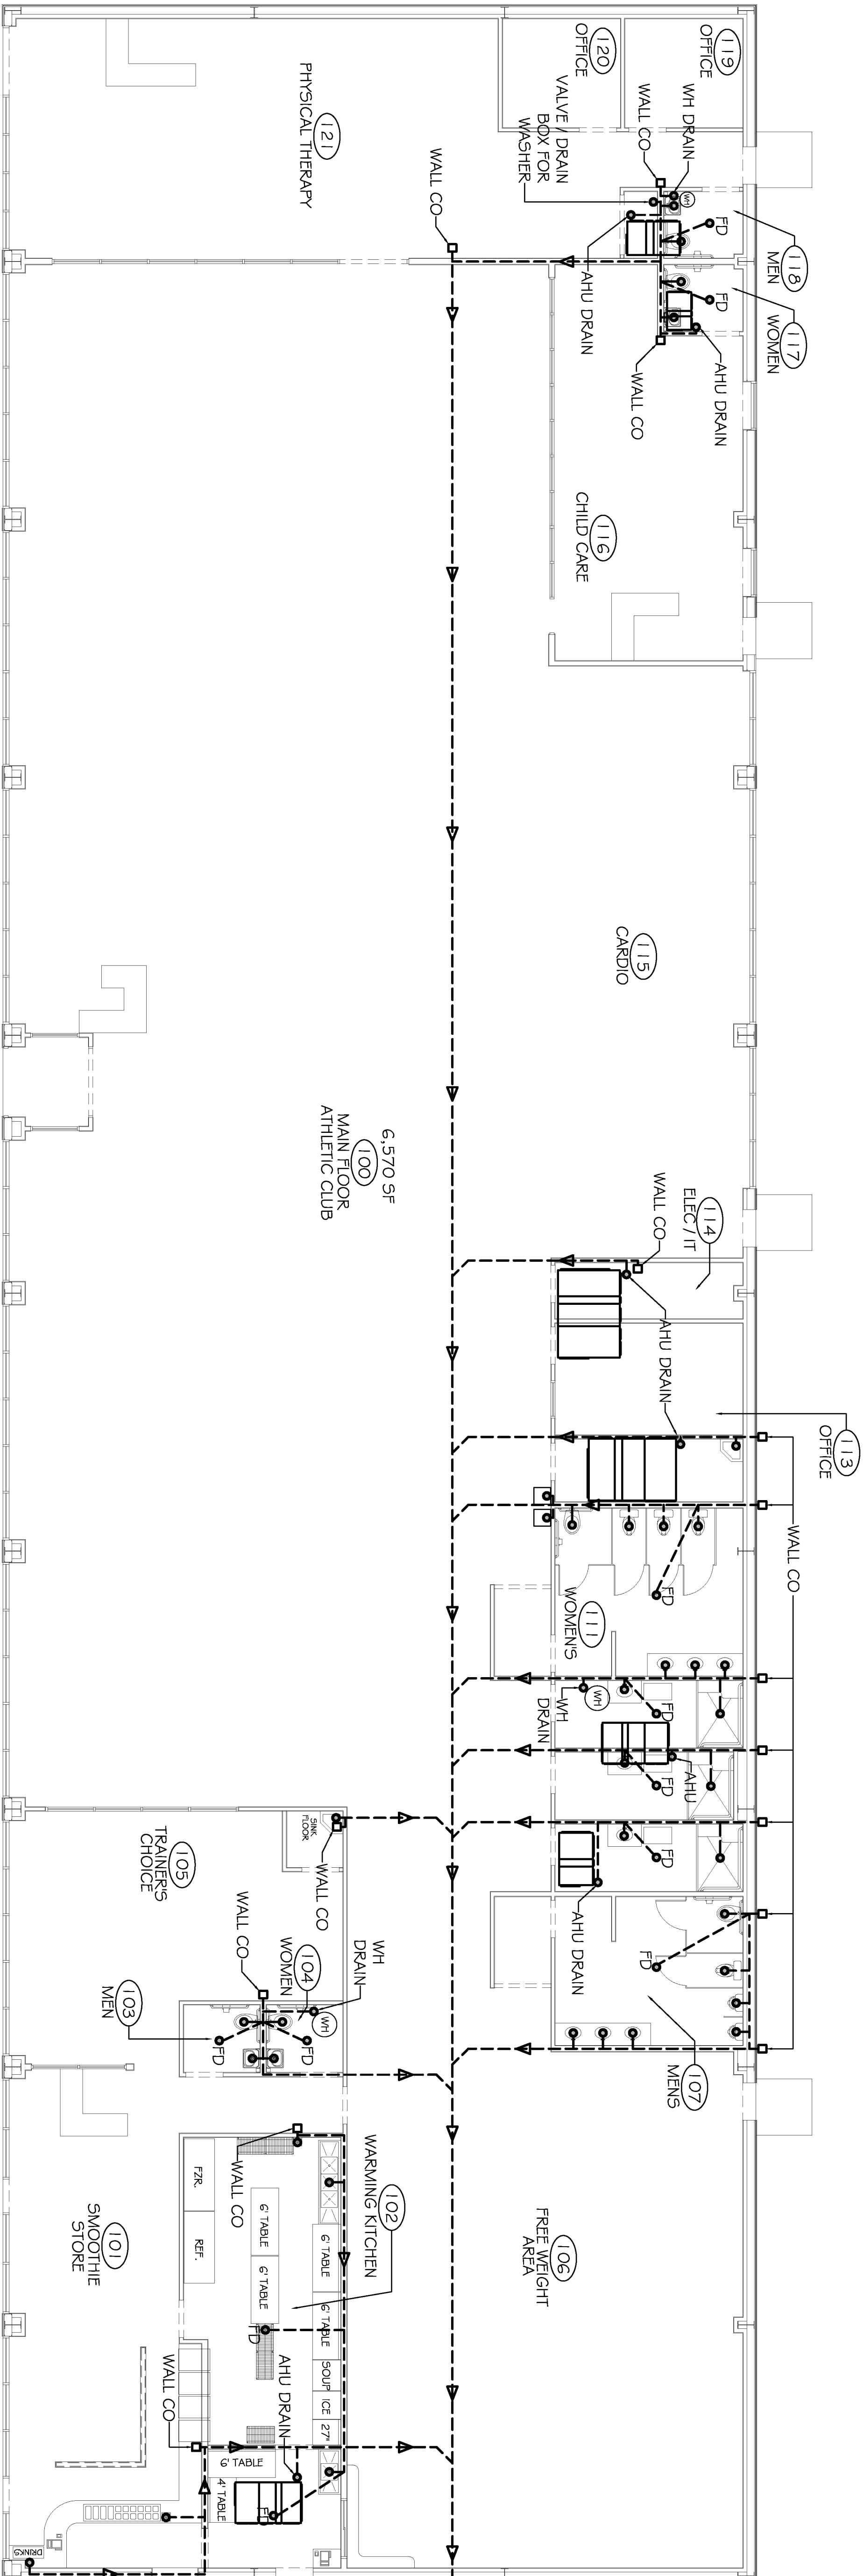 119
OFFICE
120
OFFICE
WH DRAIN
WALL CO
VALVE / DRAIN
BOX FOR
WASHER
121
PHYSICAL THERAPY
WALL CO
WH
FD
118
MEN
FD
117
WOMEN
AHU DRAIN
AHU DRAIN
WALL CO
116
CHILD CARE
115
CARDIO
6,570 SF
100
MAIN FLOOR
ATHLETIC CLUB
114
ELEC / IT
WALL CO
AHU DRAIN
113
OFFICE
WALL CO
FD
111
WOMEN'S
WH
WH
DRAIN
FD
AHU
FD
FD
AHU DRAIN
FD
107
MENS
SINK
FLOOR
WALL CO
105
TRAINER'S
CHOICE
WH
DRAIN
WALL CO
104
WOMEN
WH
103
MEN
FD
FD
102
WARMING KITCHEN
WALL CO
FZR.
REF.
6' TABLE
6' TABLE
6' TABLE
6' TABLE
SOUP
ICE
27"
FD
106
FREE WEIGHT
AREA
101
SMOOTHIE
STORE
WALL CO
AHU DRAIN
6' TABLE
4' TABLE
FD
DRINKS